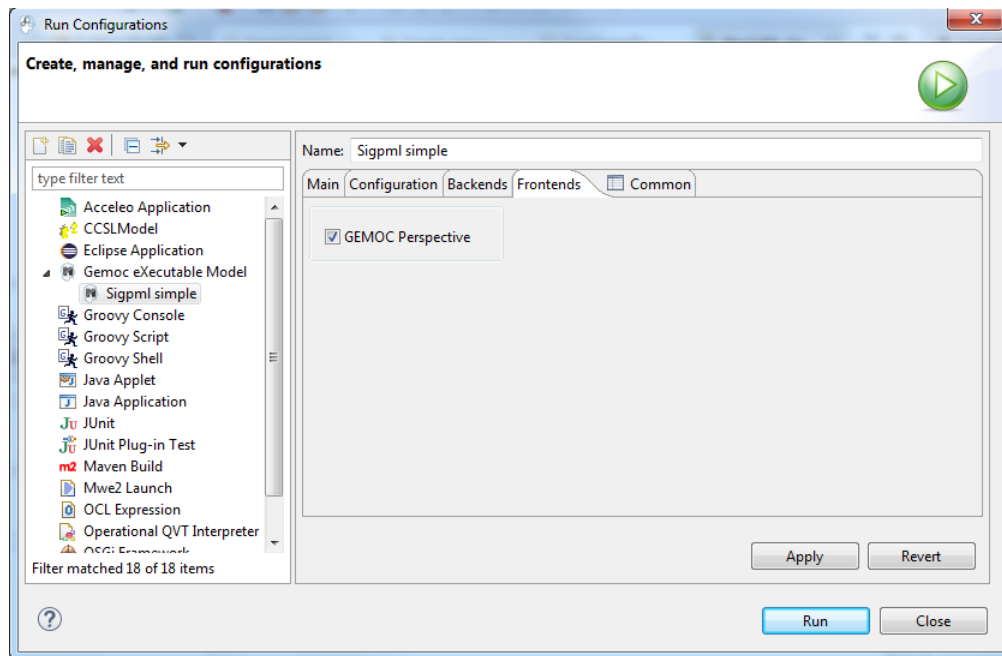 Run Configurations
Create, manage, and run configurations
type filter text
Acceleo Application
CCSLModel
Eclipse Application
Gemoc eXecutable Model
Sigpml simple
Groovy Console
Groovy Script
Groovy Shell
Java Applet
Java Application
JUnit
JUnit Plug-in Test
m2 Maven Build
Mwe2 Launch
OCL Expression
Operational QVT Interpreter
OSGi Framework
Filter matched 18 of 18 items
Name: Sigpml simple
Main Configuration Backends Frontends Common
GEMOC Perspective
Apply Revert
Run Close